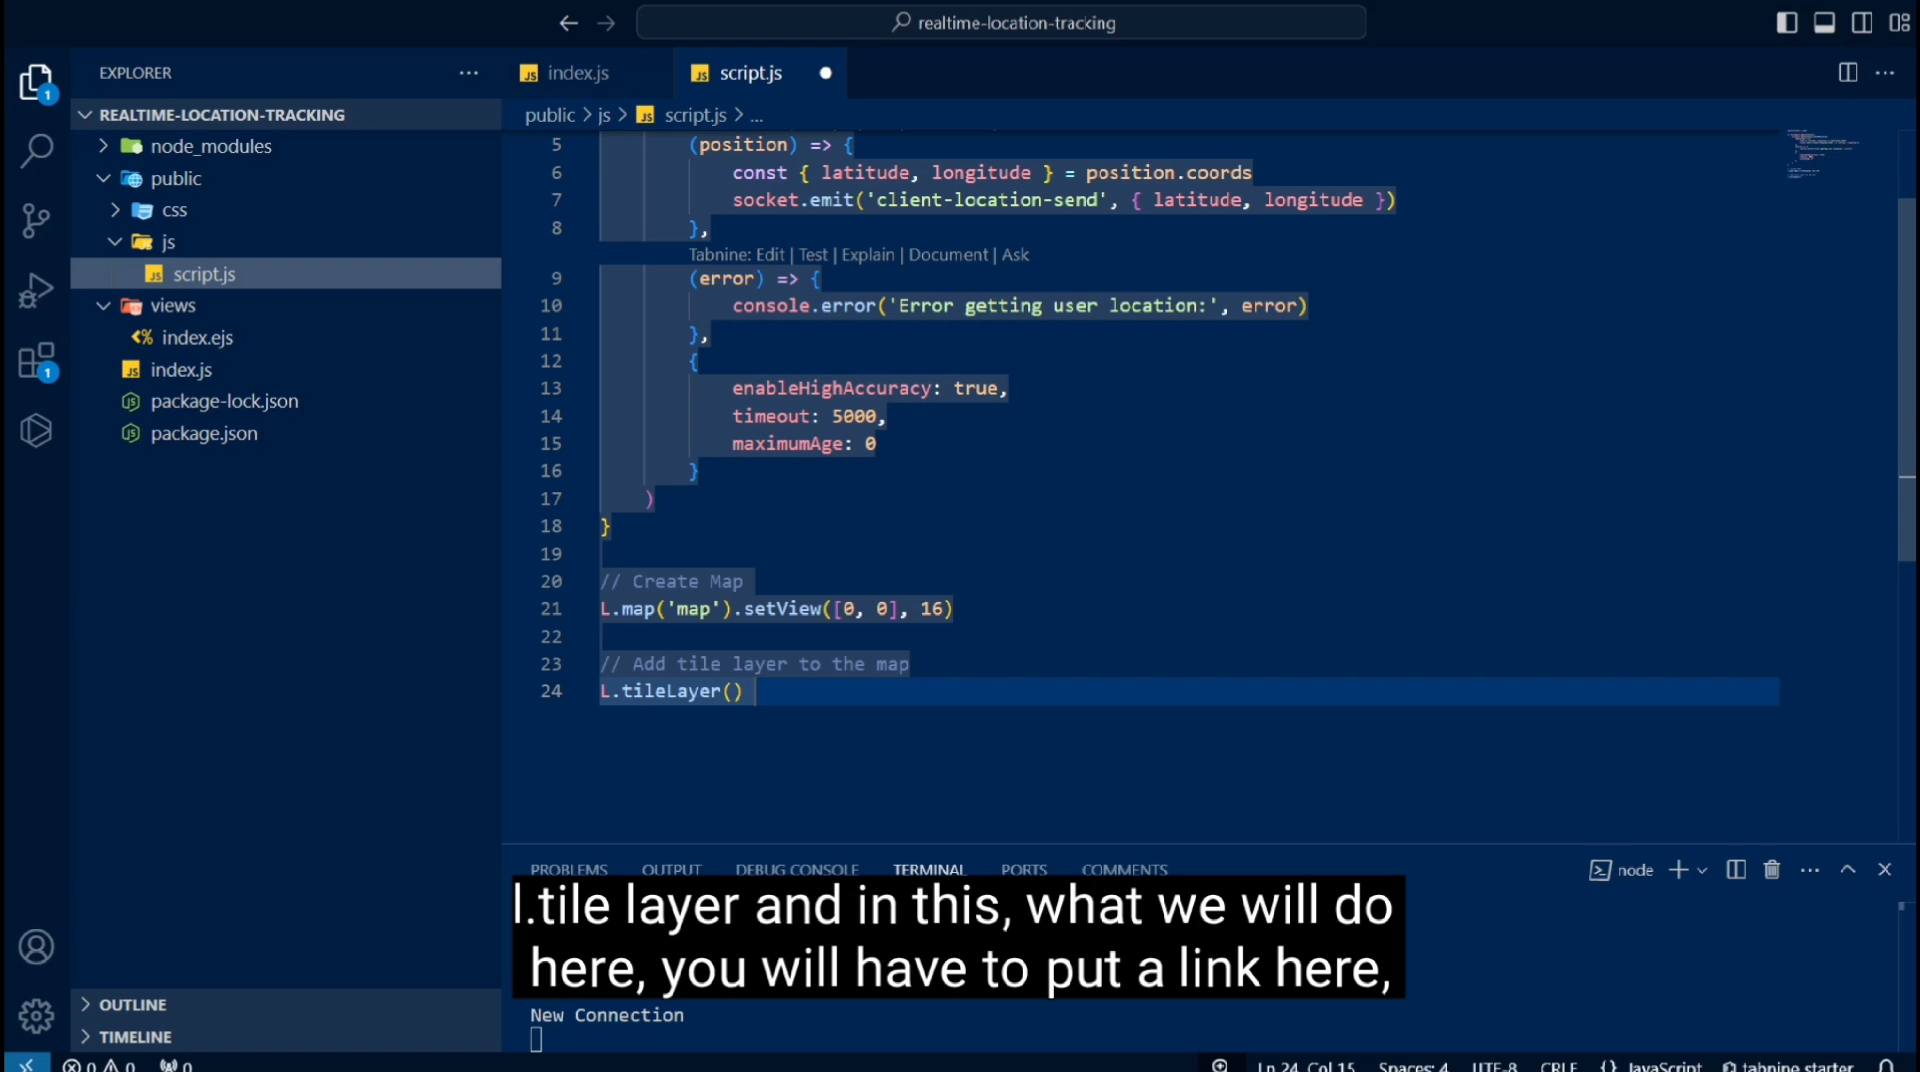 realtime-location-tracking
EXPLORER
REALTIME-LOCATION-TRACKING
node_modules
public
css
js
script.js
views
index.ejs
index.js
package-lock.json
package.json
OUTLINE
TIMELINE
1
1
index.js
script.js
public > js > script.js > ...
5 (position) => {
6 const { latitude, longitude } = position.coords
7 socket.emit('client-location-send', { latitude, longitude })
8 },
Tabnine: Edit | Test | Explain | Document | Ask
9 (error) => {
10 console.error('Error getting user location:', error)
11 },
12 {
13 enableHighAccuracy: true,
14 timeout: 5000,
15 maximumAge: 0
16 }
17 )
18 }
19
20 // Create Map
21 L.map('map').setView([0, 0], 16)
22
23 // Add tile layer to the map
24 L.tileLayer()
PROBLEMS OUTPUT DEBUG CONSOLE TERMINAL PORTS COMMENTS
node
l.tile layer and in this, what we will do
here, you will have to put a link here,
New Connection
0 0 0
Ln 24, Col 15 Spaces: 4 UTF-8 CRLF {} JavaScript tabnine starter